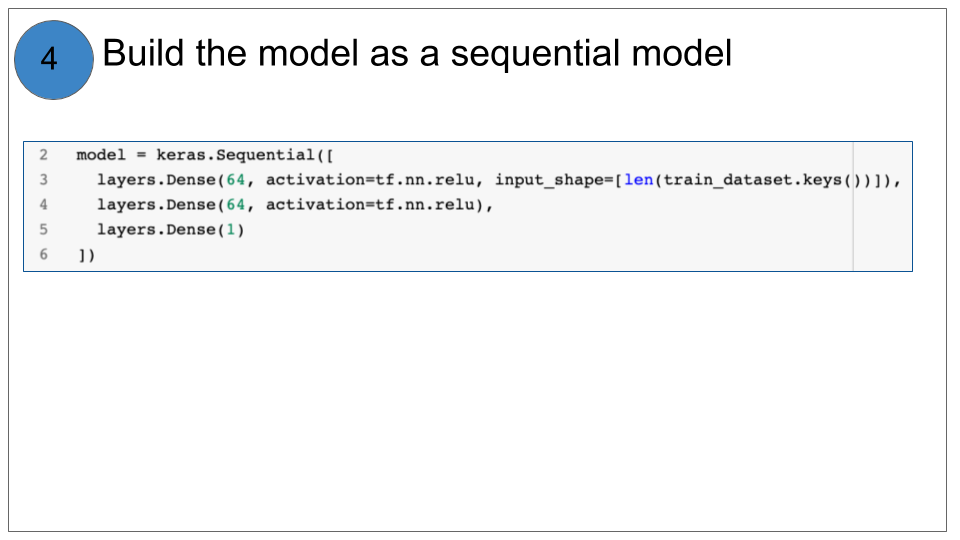 4
Build the model as a sequential model
2 model = keras.Sequential([
3 layers.Dense(64, activation=tf.nn.relu, input_shape=[len(train_dataset.keys())]),
4 layers.Dense(64, activation=tf.nn.relu),
5 layers.Dense(1)
6 ])